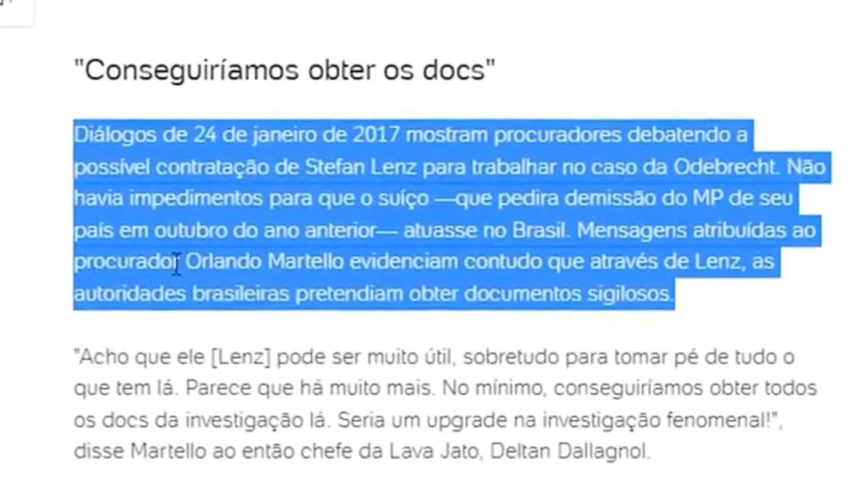 "Conseguiríamos obter os docs"
Diálogos de 24 de janeiro de 2017 mostram procuradores debatendo a
possível contratação de Stefan Lenz para trabalhar no caso da Odebrecht. Não
havia impedimentos para que o suíço —que pedira demissão do MP de seu
país em outubro do ano anterior— atuasse no Brasil. Mensagens atribuídas ao
procurador Orlando Martello evidenciam contudo que através de Lenz, as
autoridades brasileiras pretendiam obter documentos sigilosos.
"Acho que ele [Lenz] pode ser muito útil, sobretudo para tomar pé de tudo o
que tem lá. Parece que há muito mais. No mínimo, conseguiríamos obter todos
os docs da investigação lá. Seria um upgrade na investigação fenomenal!",
disse Martello ao então chefe da Lava Jato, Deltan Dallagnol.